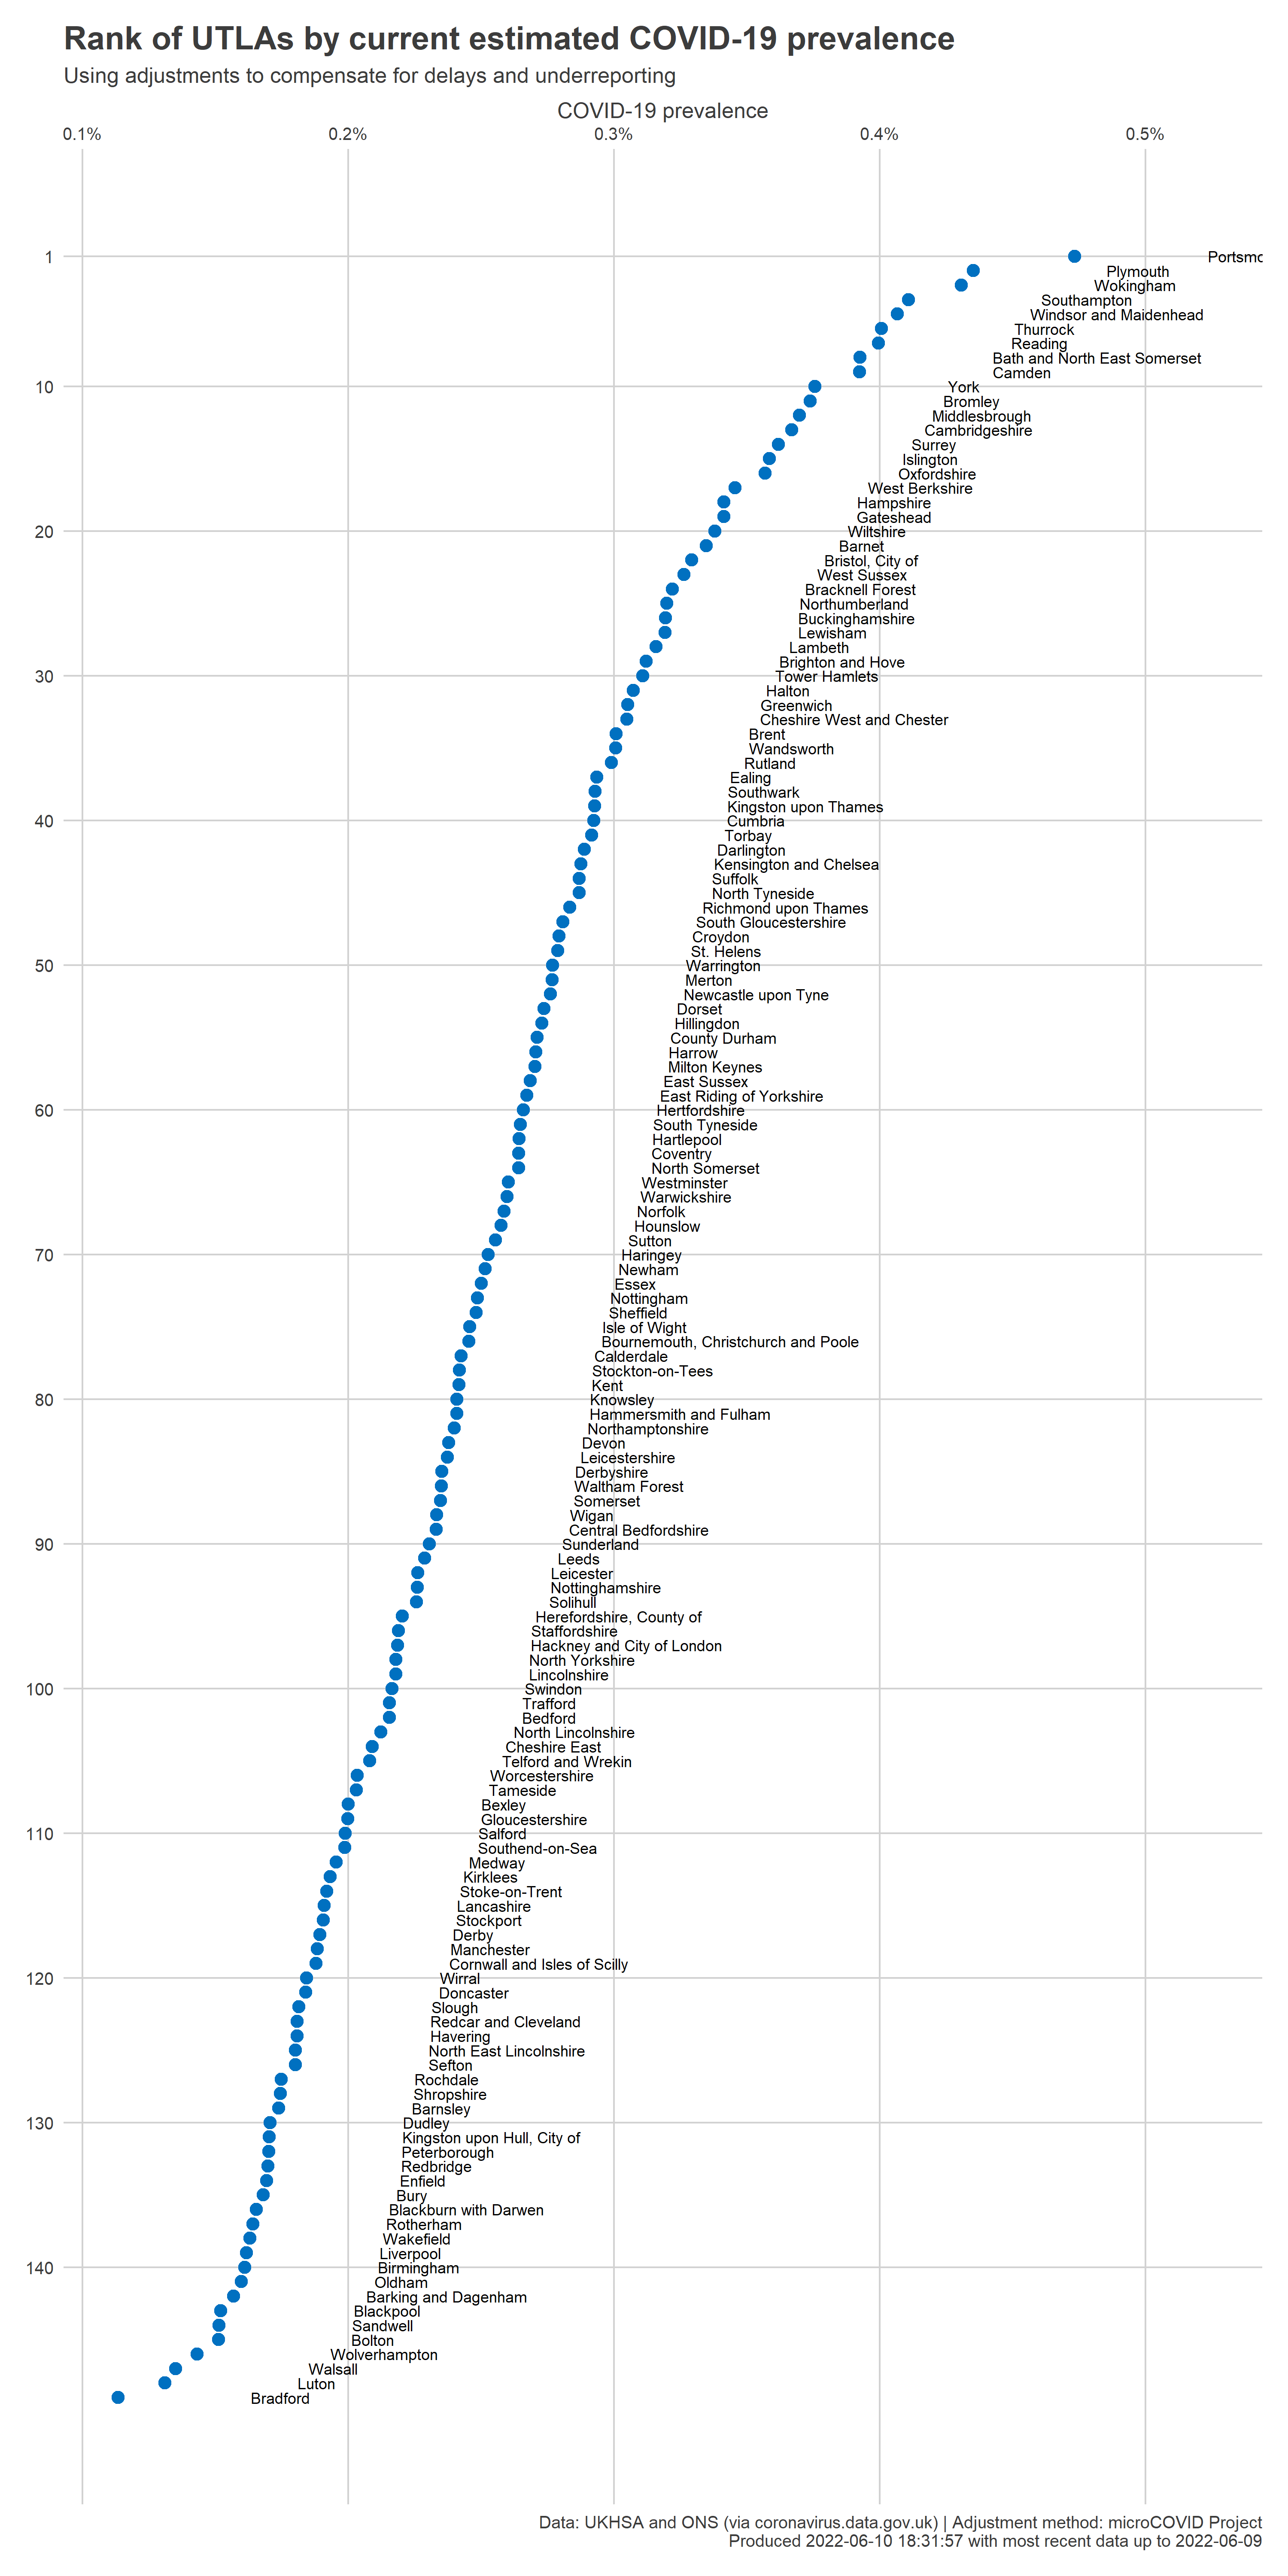 Rank of UTLAs by current estimated COVID-19 prevalence
Using adjustments to compensate for delays and underreporting
COVID-19 prevalence
0.1% 0.2% 0.3% 0.4% 0.5%
1 Portsmo
Plymouth
Wokingham
Southampton
Windsor and Maidenhead
Thurrock
Reading
Bath and North East Somerset
Camden
10 York
Bromley
Middlesbrough
Cambridgeshire
Surrey
Islington
Oxfordshire
West Berkshire
Hampshire
Gateshead
20 Wiltshire
Barnet
Bristol, City of
West Sussex
Bracknell Forest
Northumberland
Buckinghamshire
Lewisham
Lambeth
Brighton and Hove
30 Tower Hamlets
Halton
Greenwich
Cheshire West and Chester
Brent
Wandsworth
Rutland
Ealing
Southwark
Kingston upon Thames
40 Cumbria
Torbay
Darlington
Kensington and Chelsea
Suffolk
North Tyneside
Richmond upon Thames
South Gloucestershire
Croydon
St. Helens
50 Warrington
Merton
Newcastle upon Tyne
Dorset
Hillingdon
County Durham
Harrow
Milton Keynes
East Sussex
East Riding of Yorkshire
60 Hertfordshire
South Tyneside
Hartlepool
Coventry
North Somerset
Westminster
Warwickshire
Norfolk
Hounslow
Sutton
70 Haringey
Newham
Essex
Nottingham
Sheffield
Isle of Wight
Bournemouth, Christchurch and Poole
Calderdale
Stockton-on-Tees
Kent
80 Knowsley
Hammersmith and Fulham
Northamptonshire
Devon
Leicestershire
Derbyshire
Waltham Forest
Somerset
Wigan
Central Bedfordshire
90 Sunderland
Leeds
Leicester
Nottinghamshire
Solihull
Herefordshire, County of
Staffordshire
Hackney and City of London
North Yorkshire
Lincolnshire
100 Swindon
Trafford
Bedford
North Lincolnshire
Cheshire East
Telford and Wrekin
Worcestershire
Tameside
Bexley
Gloucestershire
110 Salford
Southend-on-Sea
Medway
Kirklees
Stoke-on-Trent
Lancashire
Stockport
Derby
Manchester
Cornwall and Isles of Scilly
120 Wirral
Doncaster
Slough
Redcar and Cleveland
Havering
North East Lincolnshire
Sefton
Rochdale
Shropshire
Barnsley
130 Dudley
Kingston upon Hull, City of
Peterborough
Redbridge
Enfield
Bury
Blackburn with Darwen
Rotherham
Wakefield
Liverpool
140 Birmingham
Oldham
Barking and Dagenham
Blackpool
Sandwell
Bolton
Wolverhampton
Walsall
Luton
Bradford
Data: UKHSA and ONS (via coronavirus.data.gov.uk) | Adjustment method: microCOVID Project
Produced 2022-06-10 18:31:57 with most recent data up to 2022-06-09